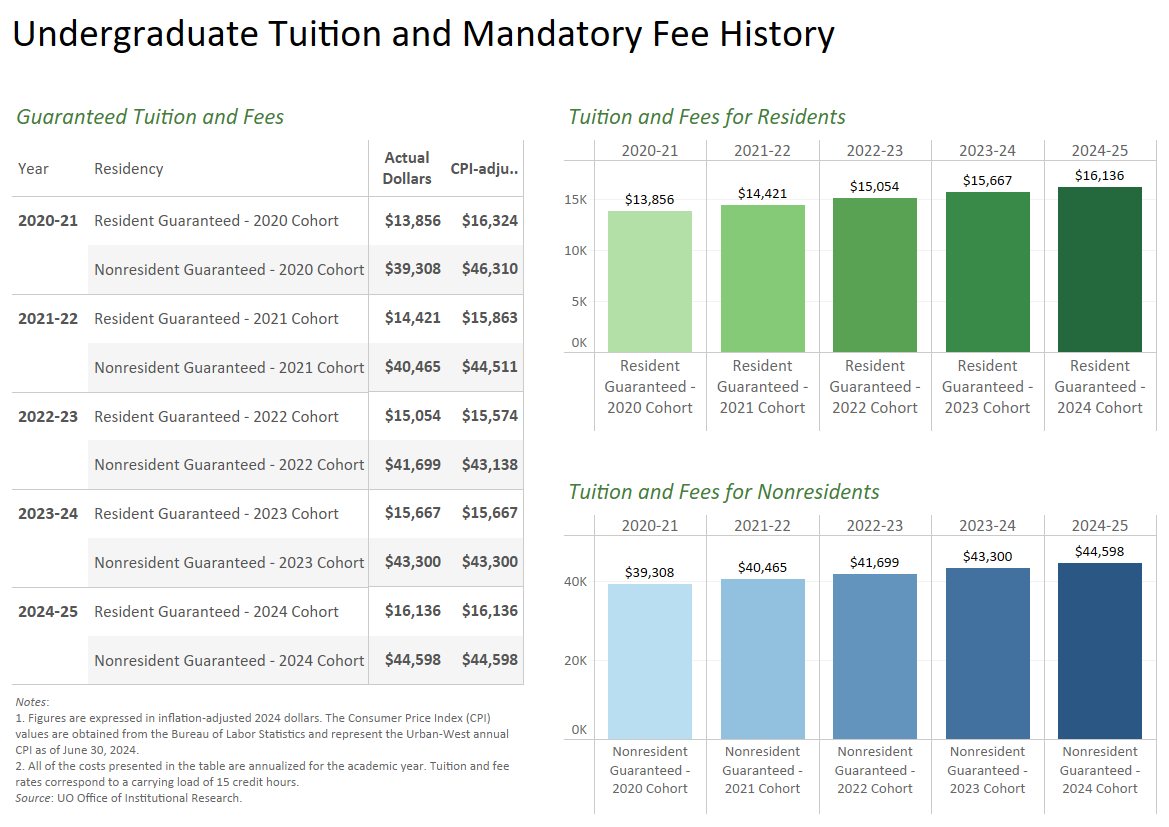 Undergraduate Tuition and Mandatory Fee History
Guaranteed Tuition and Fees
Year Residency Actual Dollars CPI-adju..
2020-21 Resident Guaranteed - 2020 Cohort $13,856 $16,324
Nonresident Guaranteed - 2020 Cohort $39,308 $46,310
2021-22 Resident Guaranteed - 2021 Cohort $14,421 $15,863
Nonresident Guaranteed - 2021 Cohort $40,465 $44,511
2022-23 Resident Guaranteed - 2022 Cohort $15,054 $15,574
Nonresident Guaranteed - 2022 Cohort $41,699 $43,138
2023-24 Resident Guaranteed - 2023 Cohort $15,667 $15,667
Nonresident Guaranteed - 2023 Cohort $43,300 $43,300
2024-25 Resident Guaranteed - 2024 Cohort $16,136 $16,136
Nonresident Guaranteed - 2024 Cohort $44,598 $44,598
Notes:
1. Figures are expressed in inflation-adjusted 2024 dollars. The Consumer Price Index (CPI)
values are obtained from the Bureau of Labor Statistics and represent the Urban-West annual
CPI as of June 30, 2024.
2. All of the costs presented in the table are annualized for the academic year. Tuition and fee
rates correspond to a carrying load of 15 credit hours.
Source: UO Office of Institutional Research.
Tuition and Fees for Residents
2020-21 2021-22 2022-23 2023-24 2024-25
$13,856 $14,421 $15,054 $15,667 $16,136
15K
10K
5K
0K
Resident Resident Resident Resident Resident
Guaranteed - Guaranteed - Guaranteed - Guaranteed - Guaranteed -
2020 Cohort 2021 Cohort 2022 Cohort 2023 Cohort 2024 Cohort
Tuition and Fees for Nonresidents
2020-21 2021-22 2022-23 2023-24 2024-25
$39,308 $40,465 $41,699 $43,300 $44,598
40K
20K
0K
Nonresident Nonresident Nonresident Nonresident Nonresident
Guaranteed - Guaranteed - Guaranteed - Guaranteed - Guaranteed -
2020 Cohort 2021 Cohort 2022 Cohort 2023 Cohort 2024 Cohort